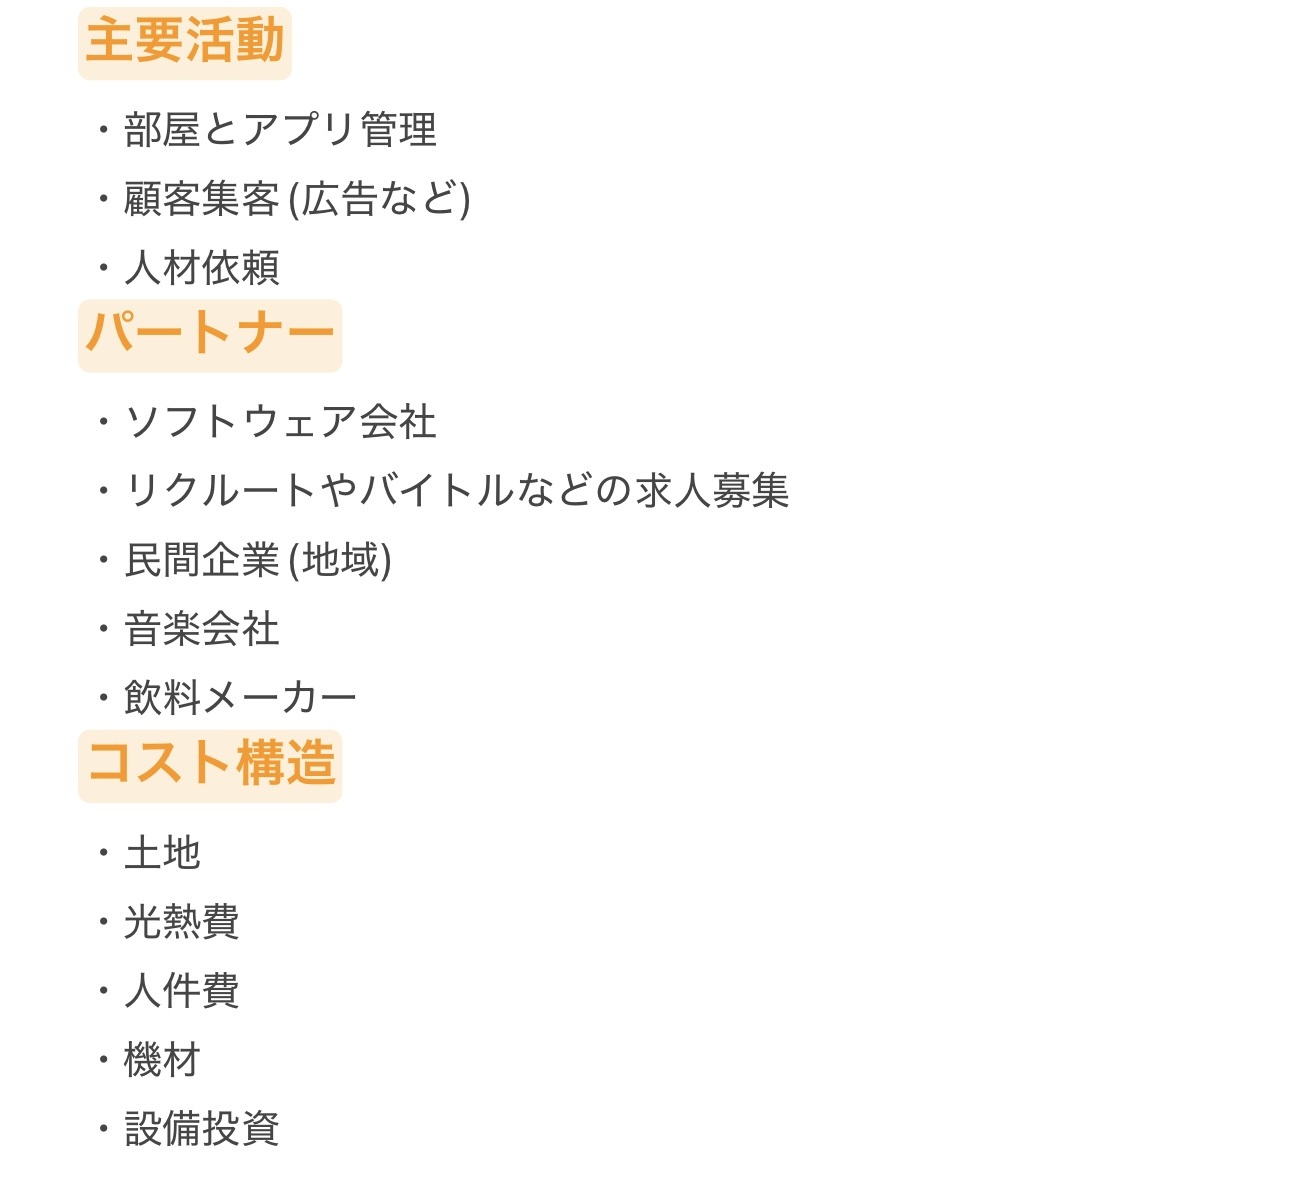 主要活動
・部屋とアプリ管理
・顧客集客(広告など)
・人材依頼
パートナー
・ソフトウェア会社
・リクルートやバイトルなどの求人募集
・民間企業(地域)
・音楽会社
・飲料メーカー
コスト構造
・土地
・光熱費
・人件費
・機材
・設備投資